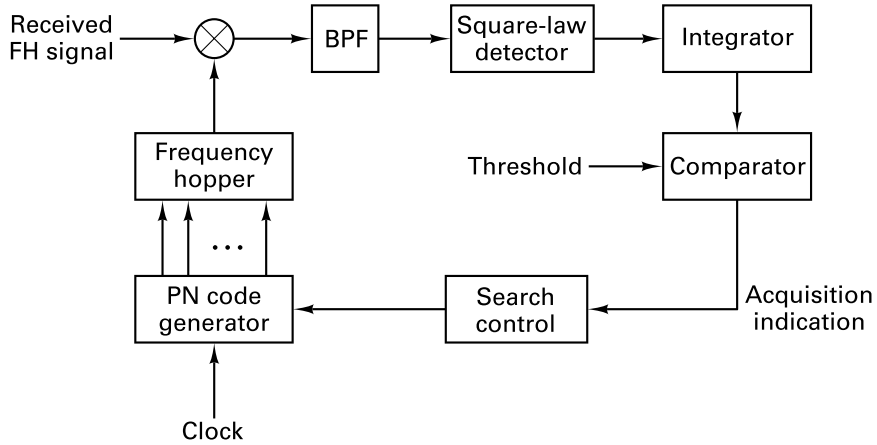 Received
FH signal
BPF
Square-law
detector
Integrator
Frequency
hopper
Threshold
Comparator
...
PN code
generator
Search
control
Acquisition
indication
Clock